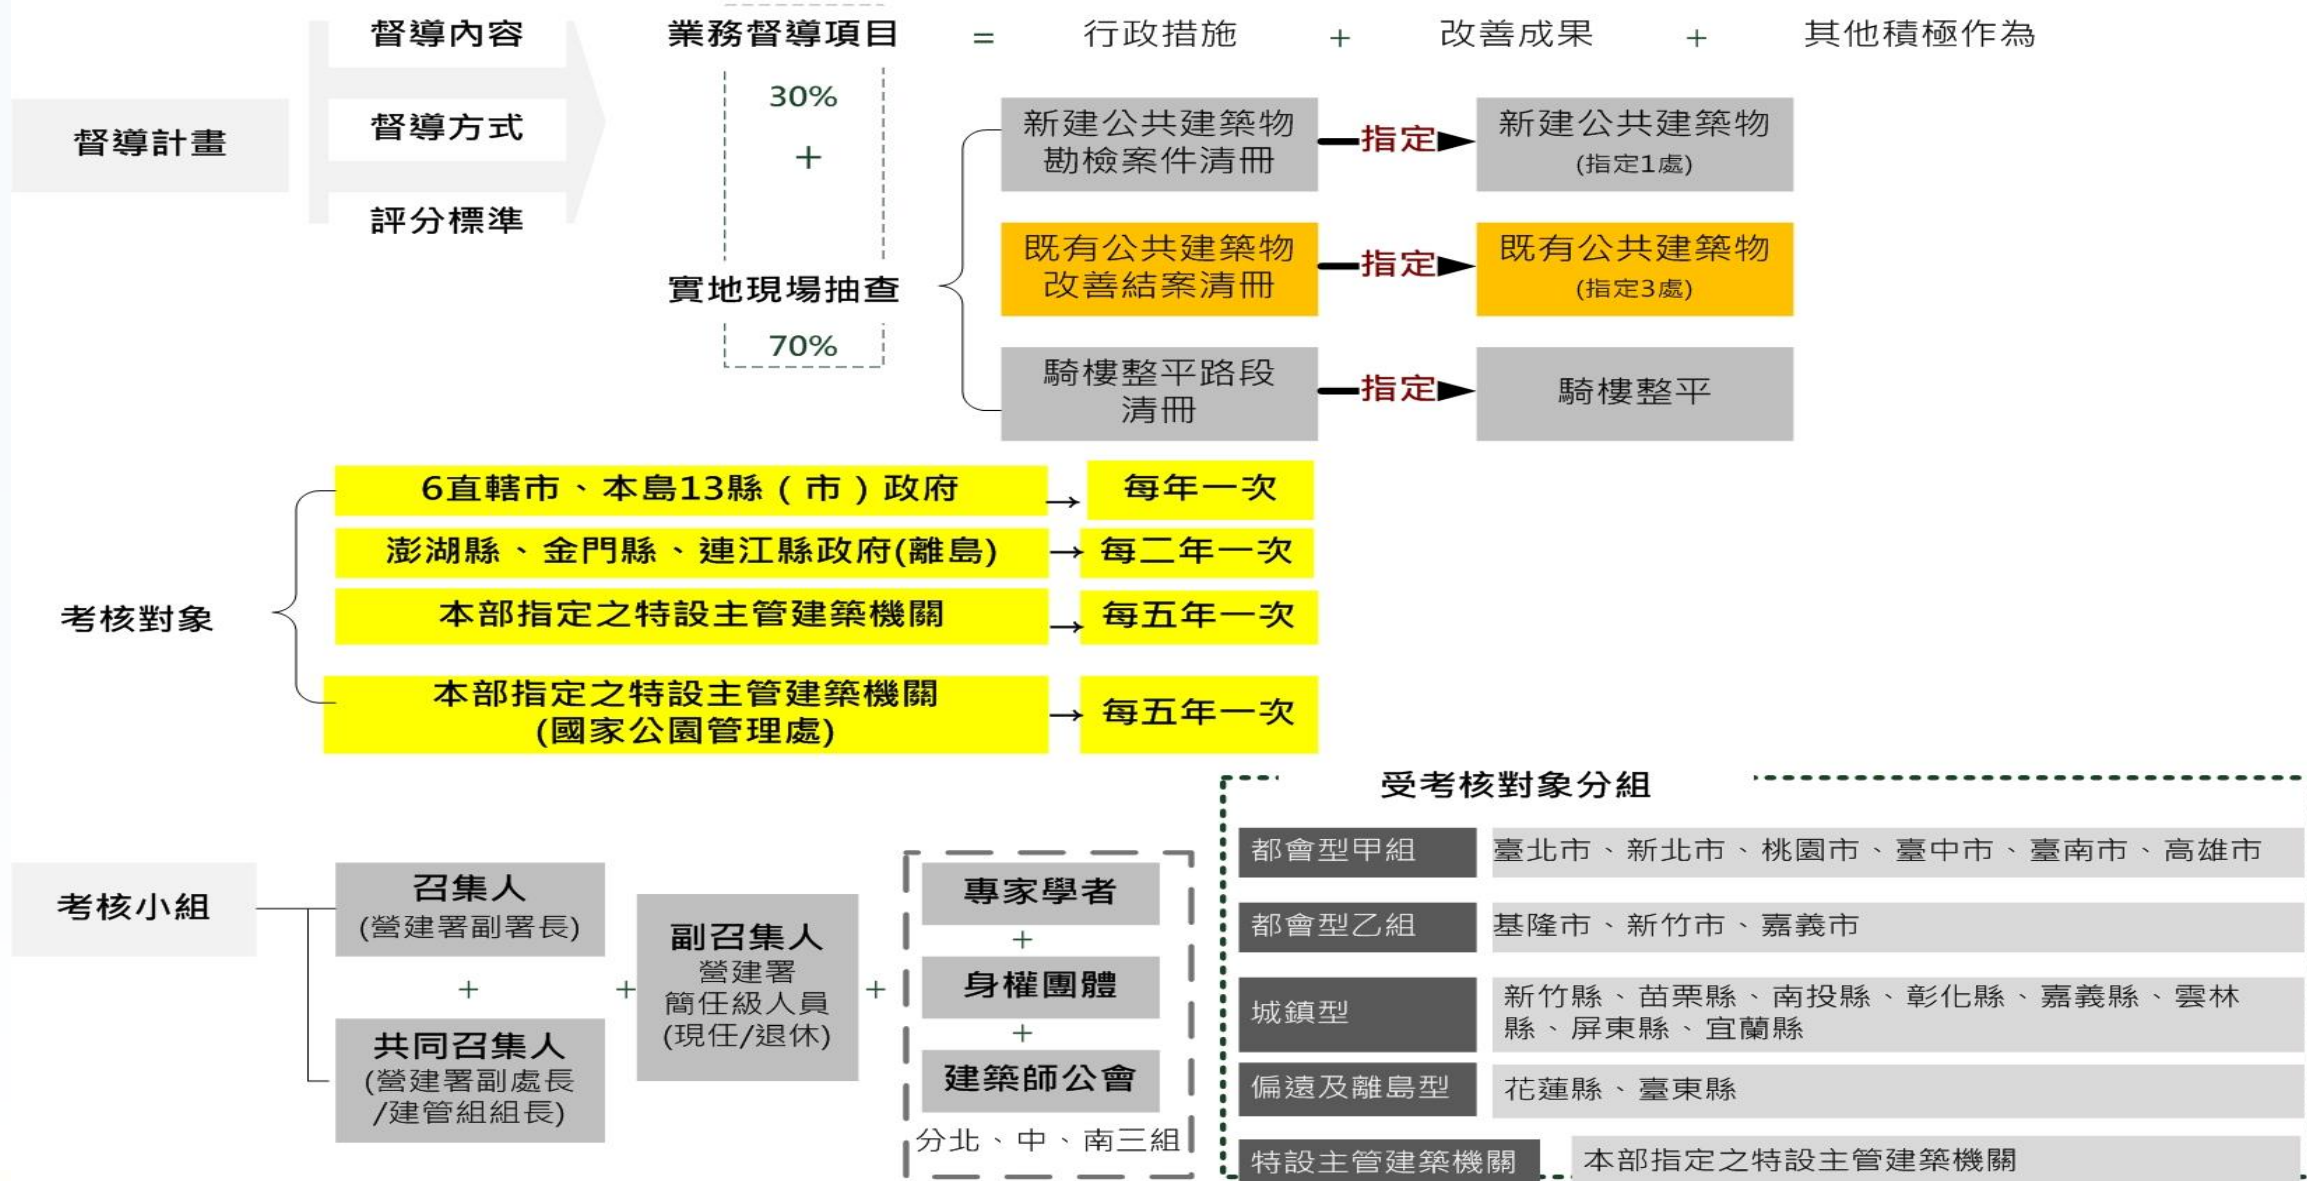 督導計畫
督導內容
督導方式
評分標準
業務督導項目 = 行政措施 + 改善成果 + 其他積極作為
30%
+
實地現場抽查
70%
新建公共建築物
勘檢案件清冊
指定
新建公共建築物
(指定1處)
既有公共建築物
改善結案清冊
指定
既有公共建築物
(指定3處)
騎樓整平路段
清冊
指定
騎樓整平
考核對象
6直轄市、本島13縣（市）政府 → 每年一次
澎湖縣、金門縣、連江縣政府(離島) → 每二年一次
本部指定之特設主管建築機關 → 每五年一次
本部指定之特設主管建築機關
(國家公園管理處)
→ 每五年一次
考核小組
召集人
(營建署副署長)
+
共同召集人
(營建署副處長
/建管組組長)
+
副召集人
營建署
簡任級人員
(現任/退休)
+
專家學者
+
身權團體
+
建築師公會
分北、中、南三組
受考核對象分組
都會型甲組 臺北市、新北市、桃園市、臺中市、臺南市、高雄市
都會型乙組 基隆市、新竹市、嘉義市
城鎮型
新竹縣、苗栗縣、南投縣、彰化縣、嘉義縣、雲林
縣、屏東縣、宜蘭縣
偏遠及離島型 花蓮縣、臺東縣
特設主管建築機關 本部指定之特設主管建築機關